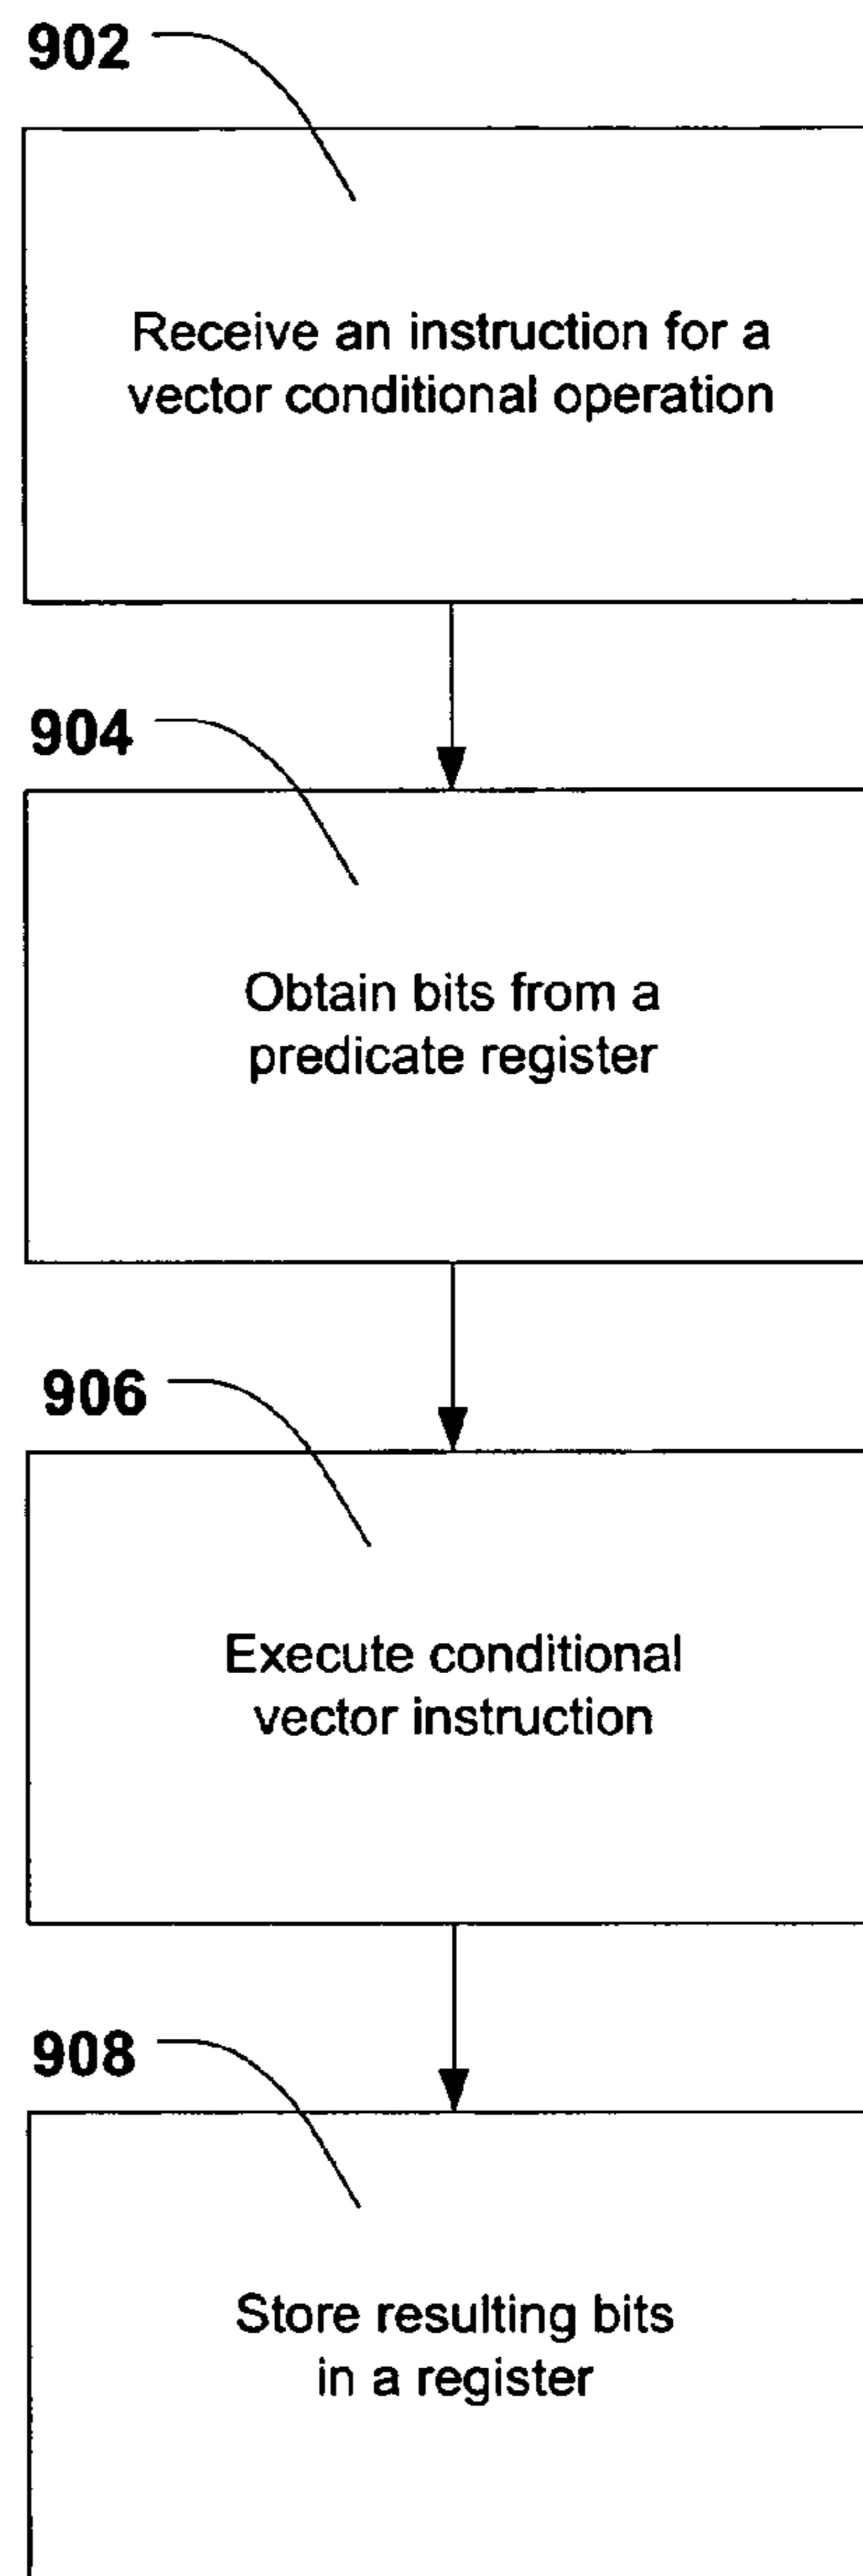 902
Receive an instruction for a
vector conditional operation
904
Obtain bits from a
predicate register
906
Execute conditional
vector instruction
908
Store resulting bits
in a register